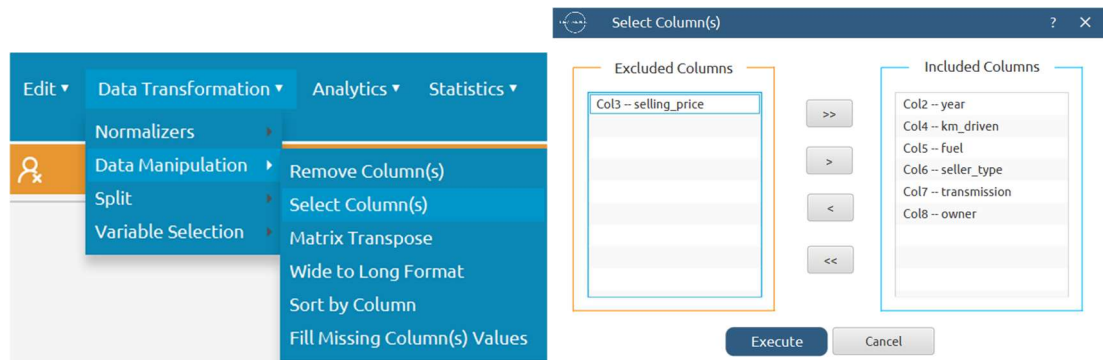 Edit ▾ Data Transformation ▾ Analytics ▾ Statistics ▾
Normalizers
Data Manipulation
Split
Variable Selection
Remove Column(s)
Select Column(s)
Matrix Transpose
Wide to Long Format
Sort by Column
Fill Missing Column(s) Values
Select Column(s) ? ×
Excluded Columns
Col3 -- selling_price
>>
>
<
<<
Included Columns
Col2 -- year
Col4 -- km_driven
Col5 -- fuel
Col6 -- seller_type
Col7 -- transmission
Col8 -- owner
Execute Cancel